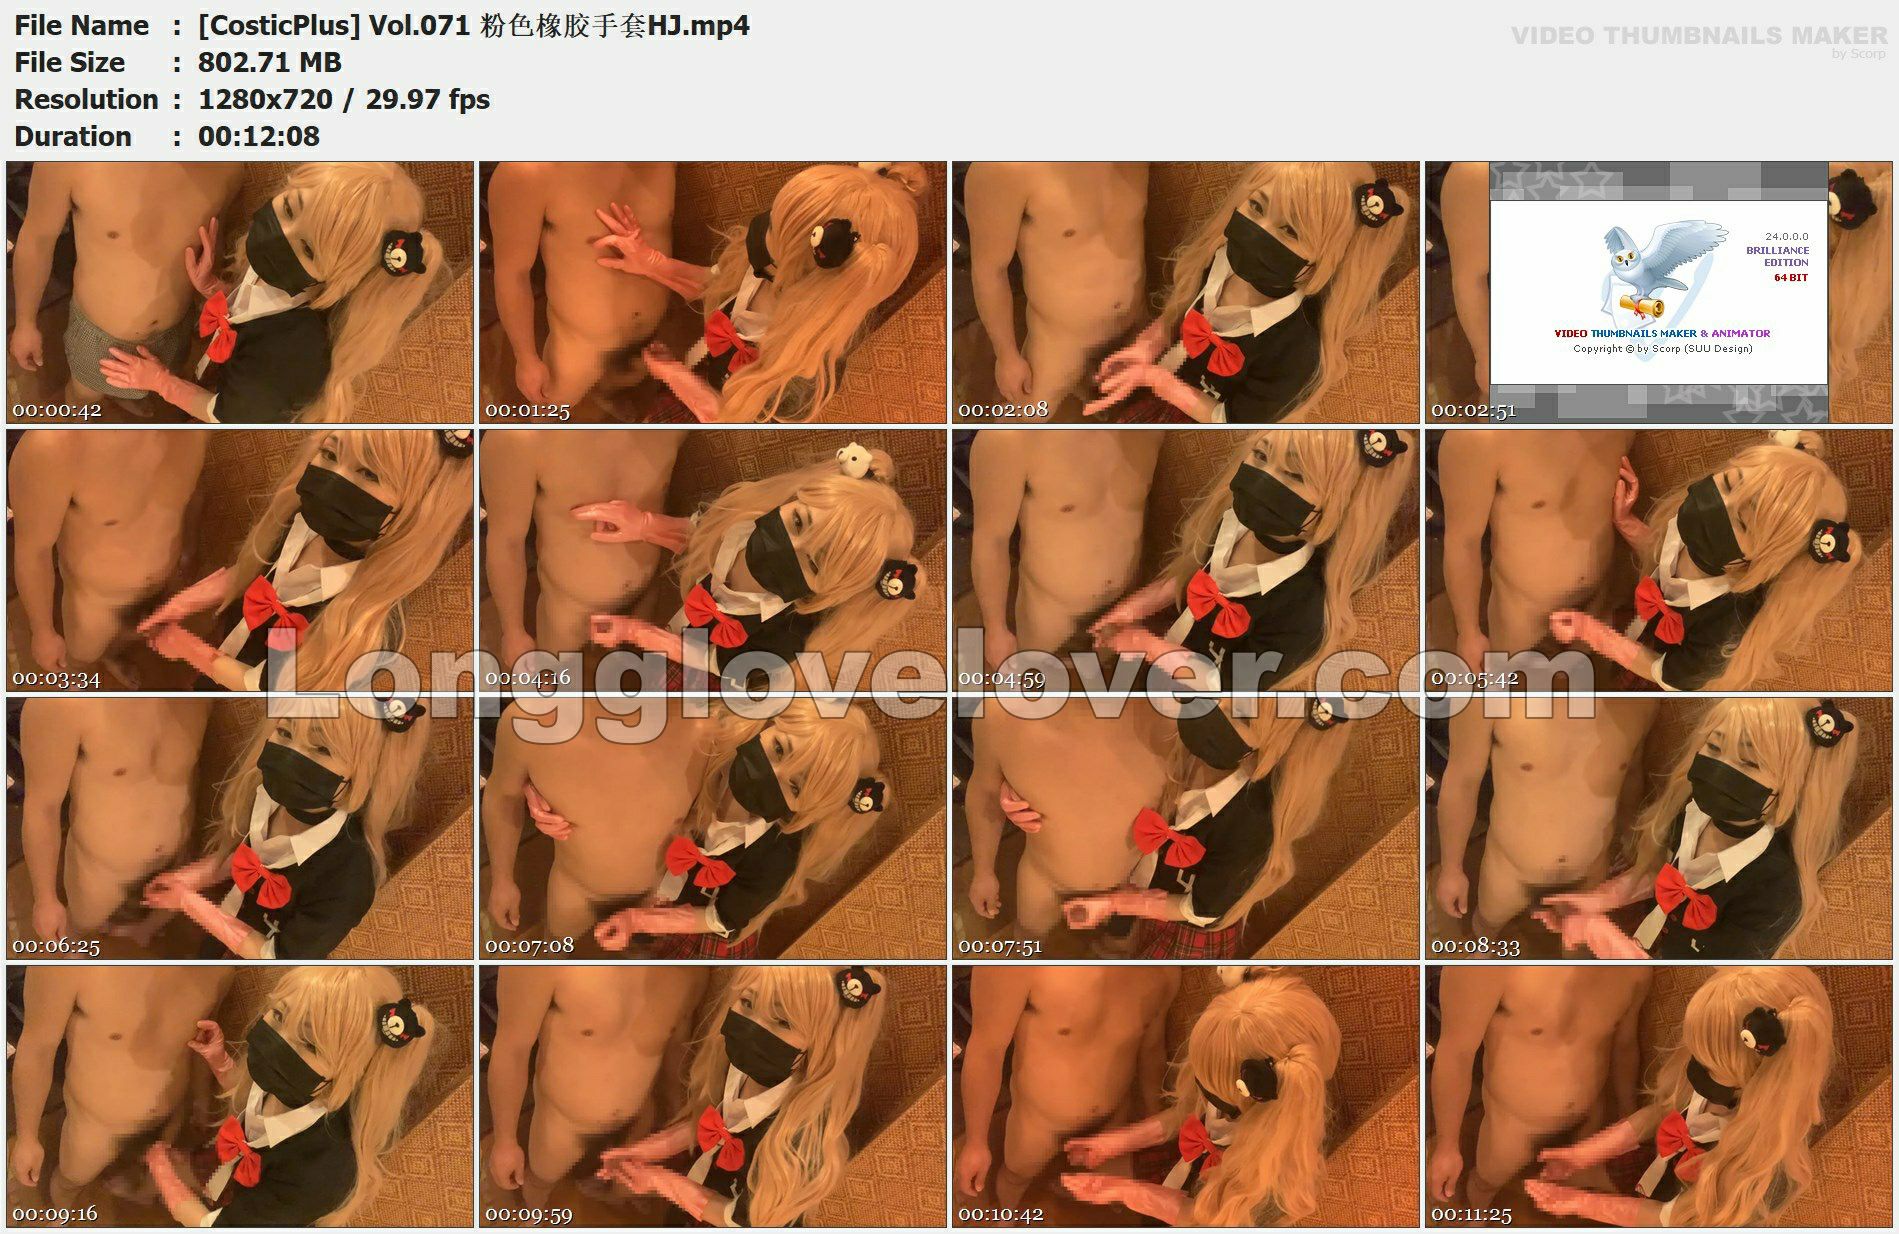 File Name : [CosticPlus] Vol.071 粉色橡胶手套HJ.mp4
VIDEO THUMBNAILS MAKER
by Scorp
File Size : 802.71 MB
Resolution : 1280x720 / 29.97 fps
Duration : 00:12:08
24.0.0.0
BRILLIANCE
EDITION
64 BIT
VIDEO THUMBNAILS MAKER & ANIMATOR
Copyright © by Scorp (SUU Design)
00:00:42
00:01:25
00:02:08
00:02:51
Longglovelover.com
00:03:34
00:04:16
00:04:59
00:05:42
00:06:25
00:07:08
00:07:51
00:08:33
00:09:16
00:09:59
00:10:42
00:11:25